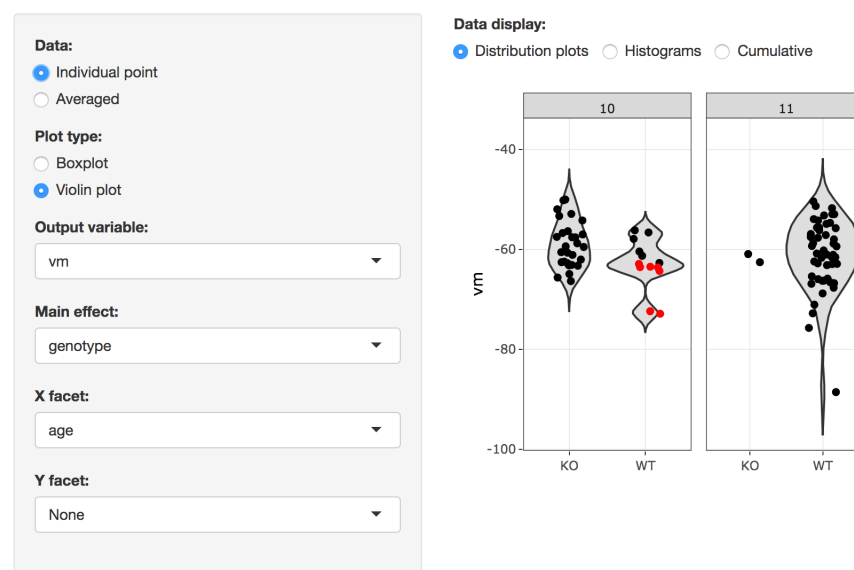 Data:
Individual point
Averaged
Plot type:
Boxplot
Violin plot
Output variable:
vm
Main effect:
genotype
X facet:
age
Y facet:
None
Data display:
Distribution plots Histograms Cumulative
10 11
-40
-60
-80
-100
vm
KO WT KO WT